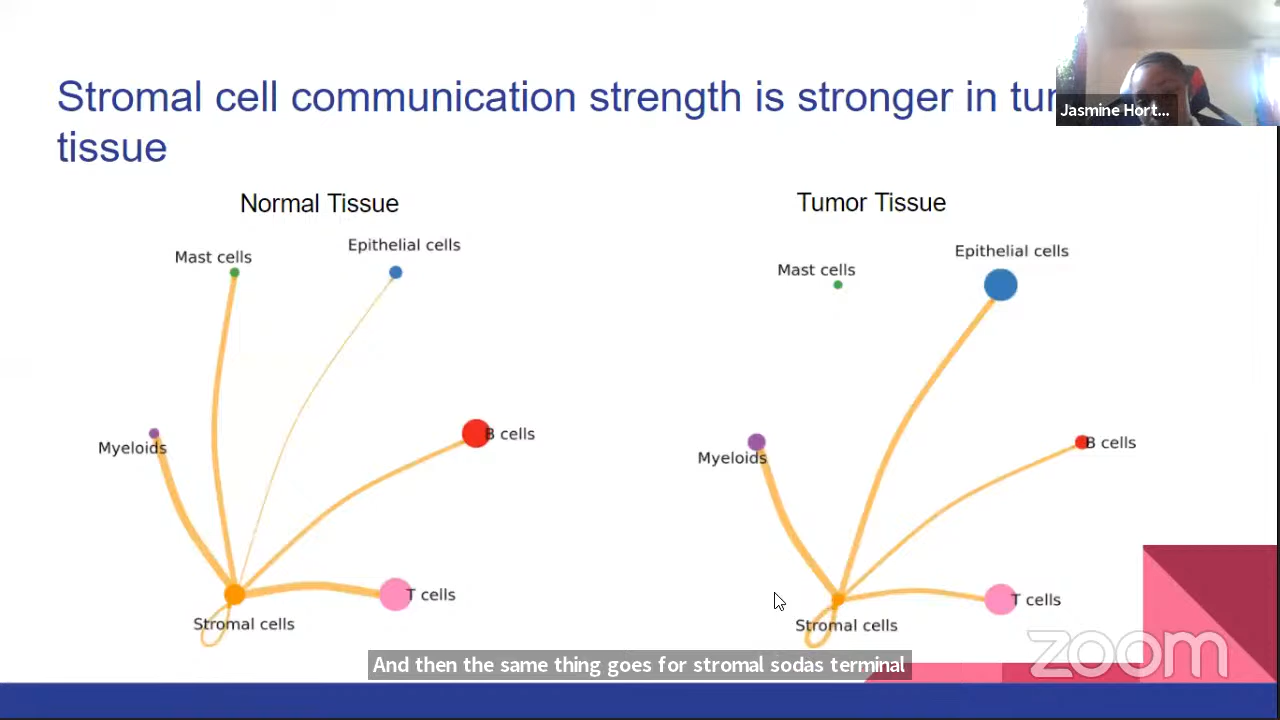 Stromal cell communication strength is stronger in
tissue
Jasmine Hort...
Normal Tissue
Tumor Tissue
Mast cells
Epithelial cells
Myeloids
B cells
T cells
Stromal cells
Mast cells
Epithelial cells
Myeloids
B cells
T cells
Stromal cells
And then the same thing goes for stromal sodas terminal
zoom